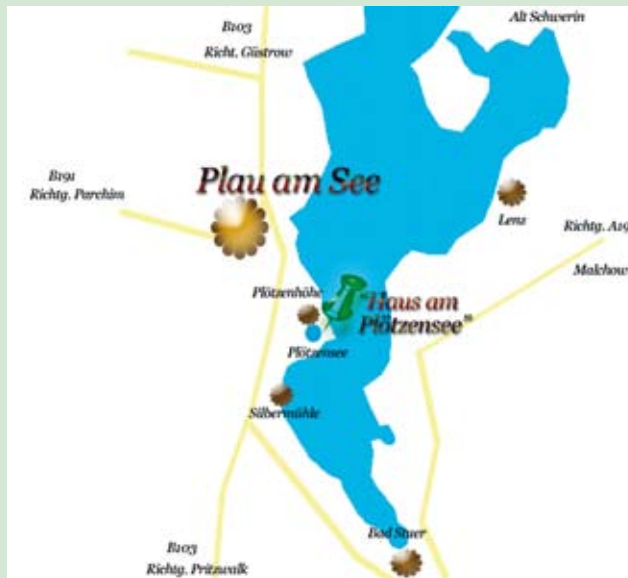 Alt Schwerin
B103
Richt. Güstrow
B191
Richtg. Parchim
Plau am See
Lenz
Richtg. A19
Malchow
Plötzenhöhe
"Haus am
Plötzensee"
Plötzensee
Silbermühle
Bad Stuer
B103
Richtg. Pritzwalk